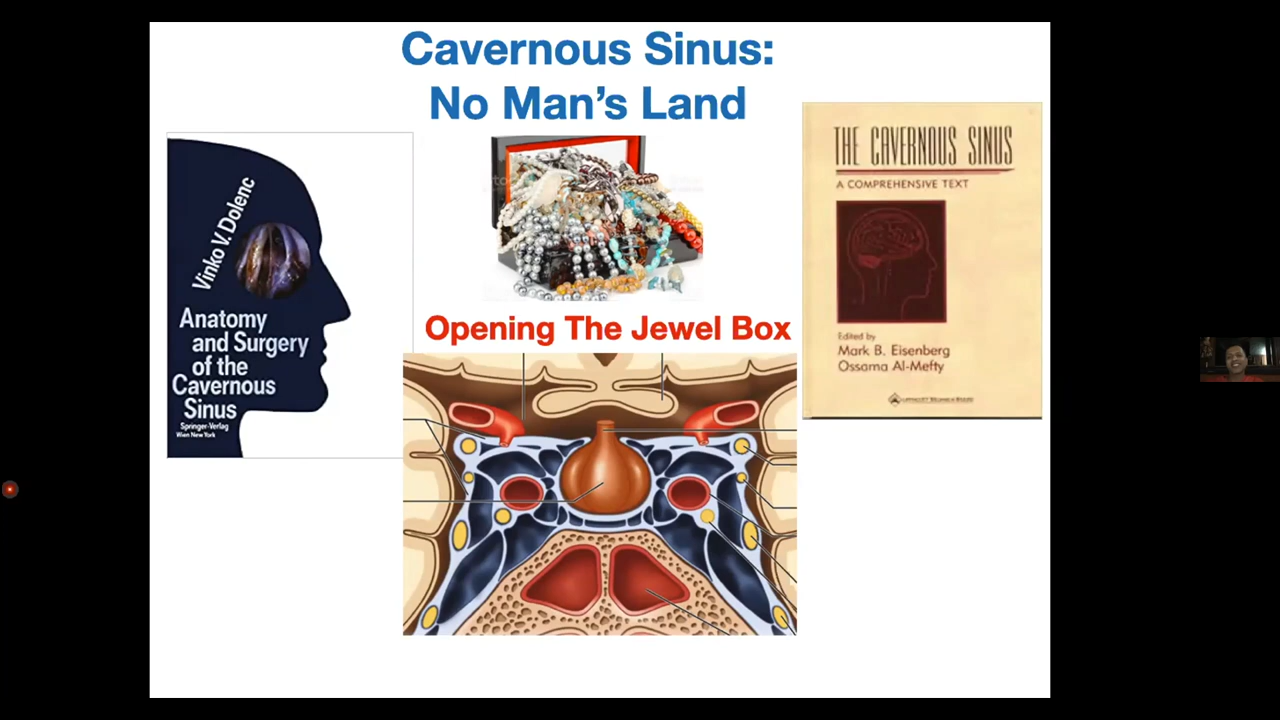 Cavernous Sinus:
No Man's Land
Vinko V. Dolenc
Anatomy
and Surgery
of the
Cavernous
Sinus
Springer-Verlag
Wien New York
Opening The Jewel Box
THE CAVERNOUS SINUS
A COMPREHENSIVE TEXT
Edited by
Mark B. Eisenberg
Ossama Al-Mefty